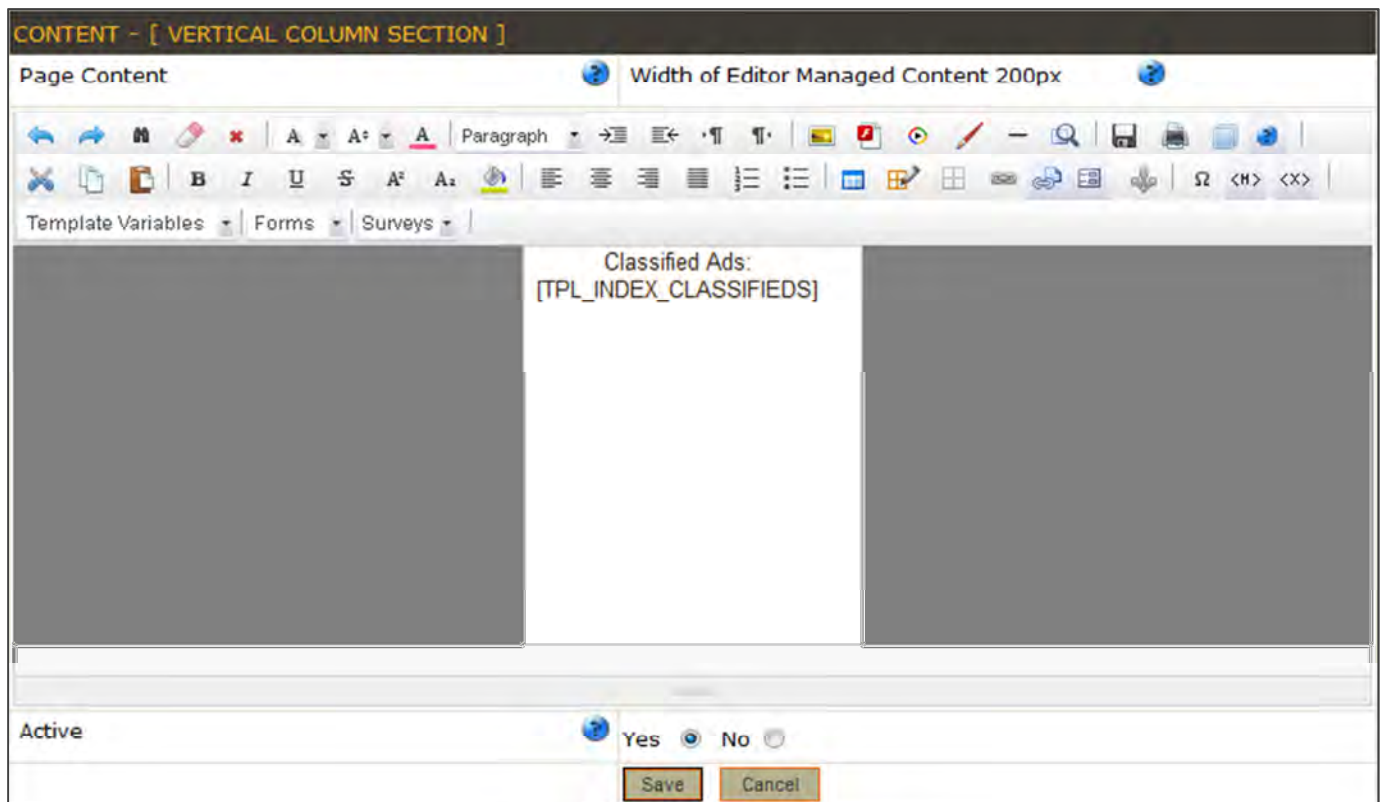 CONTENT - [ VERTICAL COLUMN SECTION ]
Page Content Width of Editor Managed Content 200px
Paragraph
Template Variables Forms Surveys
Classified Ads:
[TPL_INDEX_CLASSIFIEDS]
Active
Yes No
Save Cancel